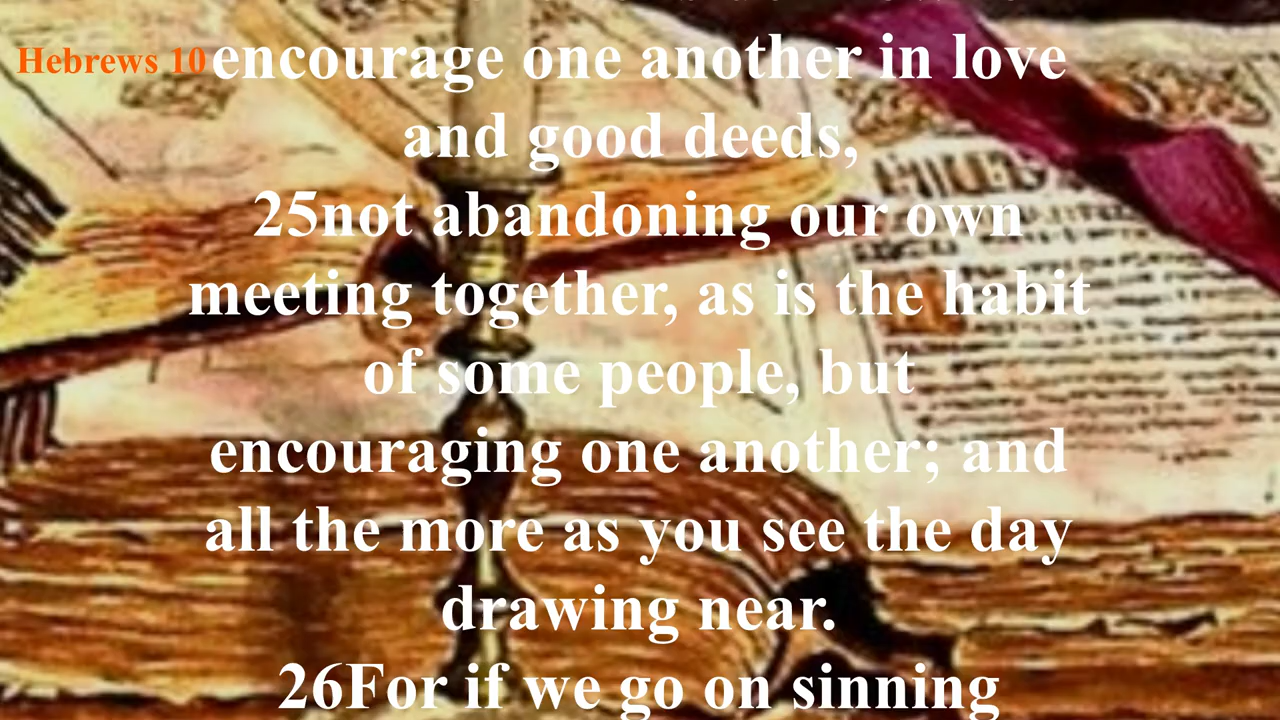 Hebrews 10
encourage one another in love
and good deeds,
25not abandoning our own
meeting together, as is the habit
of some people, but
encouraging one another; and
all the more as you see the day
drawing near.
26For if we go on sinning